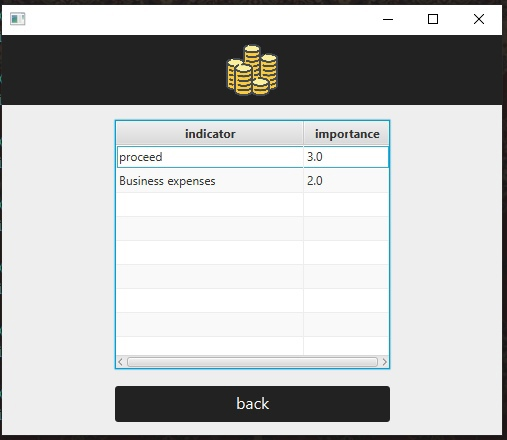 indicator importance
proceed 3.0
Business expenses 2.0
back